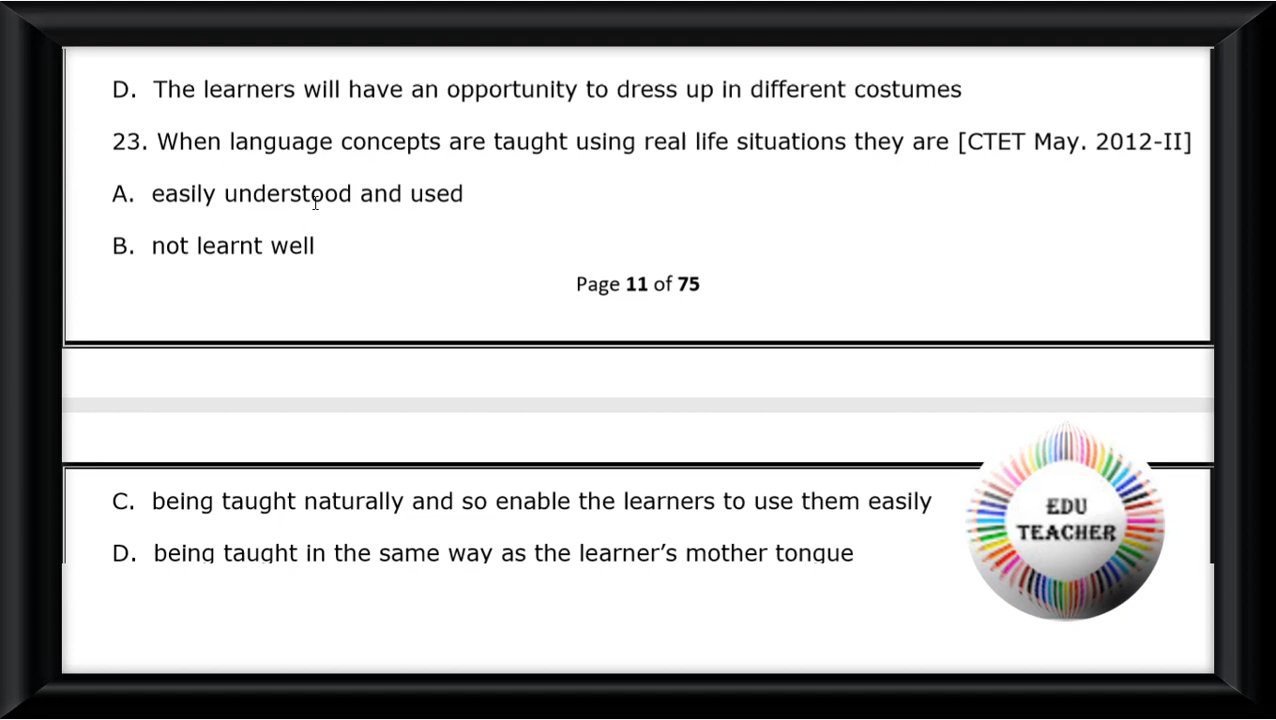 D. The learners will have an opportunity to dress up in different costumes
23. When language concepts are taught using real life situations they are [CTET May. 2012-II]
A. easily understood and used
B. not learnt well
Page 11 of 75
C. being taught naturally and so enable the learners to use them easily
D. being taught in the same way as the learner’s mother tongue
EDU
TEACHER